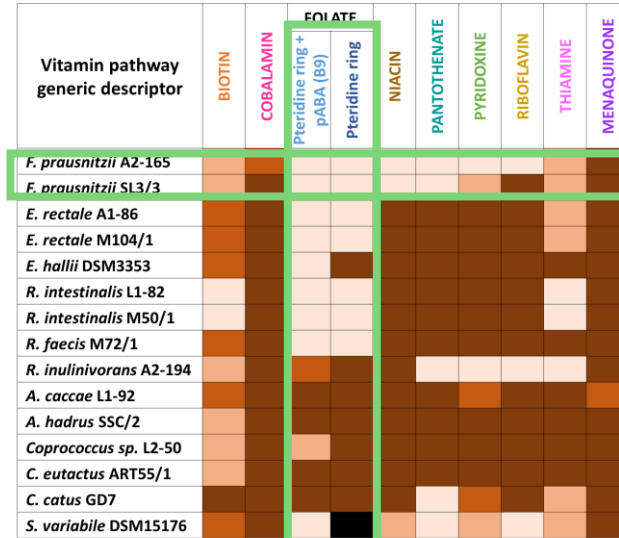 FOLATE
Vitamin pathway
generic descriptor
BIOTIN
COBALAMIN
Pteridine ring +
pABA (B9)
Pteridine ring
NIACIN
PANTOTHENATE
PYRIDOXINE
RIBOFLAVIN
THIAMINE
MENAQUINONE
F. prausnitzii A2-165
F. prausnitzii SL3/3
E. rectale A1-86
E. rectale M104/1
E. hallii DSM3353
R. intestinalis L1-82
R. intestinalis M50/1
R. faecis M72/1
R. inulinivorans A2-194
A. caccae L1-92
A. hadrus SSC/2
Coprococcus sp. L2-50
C. eutactus ART55/1
C. catus GD7
S. variabile DSM15176